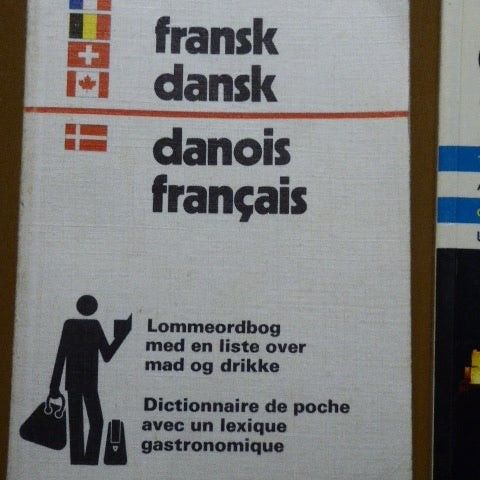 fransk
dansk
danois
français
Lommeordbog
med en liste over
mad og drikke
Dictionnaire de poche
avec un lexique
gastronomique